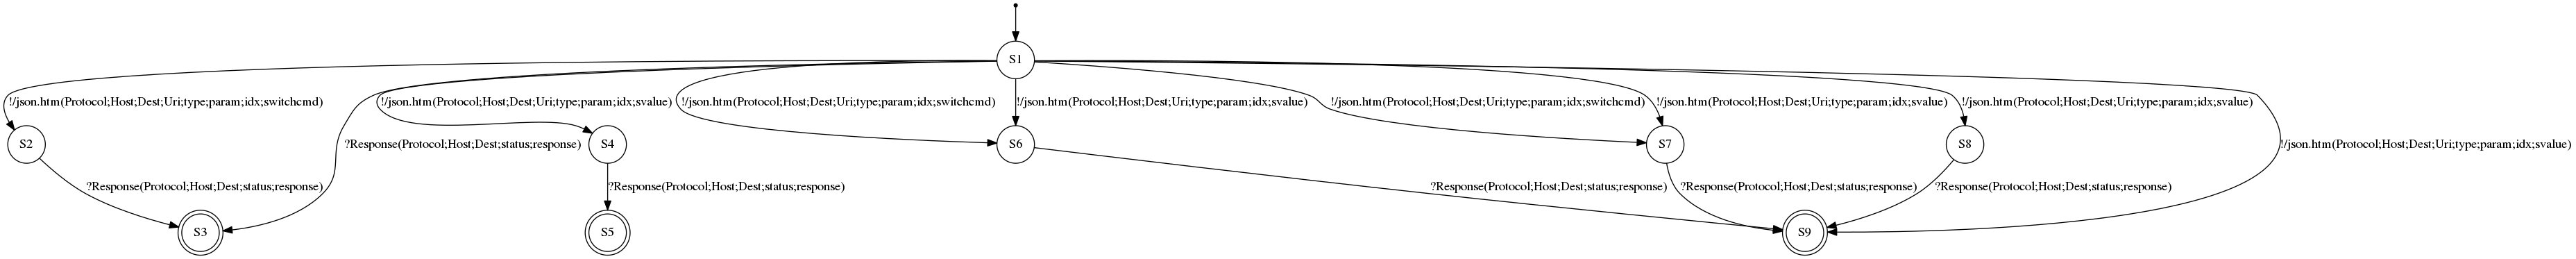 S1
!/json.htm(Protocol;Host;Dest;Uri;type;param;idx;switchcmd)
!/json.htm(Protocol;Host;Dest;Uri;type;param;idx;svalue)
!/json.htm(Protocol;Host;Dest;Uri;type;param;idx;switchcmd)
!/json.htm(Protocol;Host;Dest;Uri;type;param;idx;svalue)
!/json.htm(Protocol;Host;Dest;Uri;type;param;idx;switchcmd)
!/json.htm(Protocol;Host;Dest;Uri;type;param;idx;svalue)
!/json.htm(Protocol;Host;Dest;Uri;type;param;idx;svalue)
S2
?Response(Protocol;Host;Dest;status;response)
S4
S6
S7
S8
!/json.htm(Protocol;Host;Dest;Uri;type;param;idx;svalue)
?Response(Protocol;Host;Dest;status;response)
?Response(Protocol;Host;Dest;status;response)
?Response(Protocol;Host;Dest;status;response)
?Response(Protocol;Host;Dest;status;response)
?Response(Protocol;Host;Dest;status;response)
S3
S5
S9